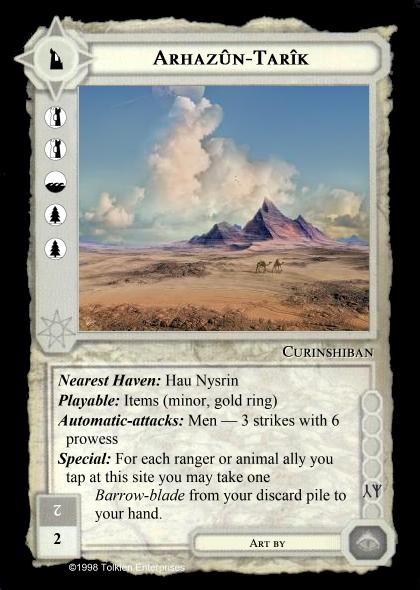 ARHAZÛN-TARÎK
CURINSHIBAN
Nearest Haven: Hau Nysrin
Playable: Items (minor, gold ring)
Automatic-attacks: Men — 3 strikes with 6
prowess
Special: For each ranger or animal ally you
tap at this site you may take one
Barrow-blade from your discard pile to
your hand.
2
2
ART BY
©1998 Tolkien Enterprises